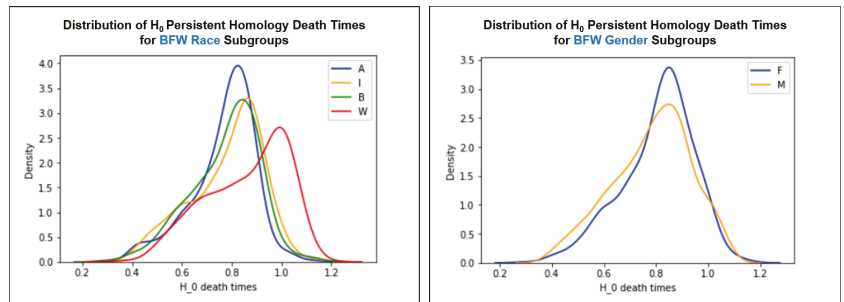 Distribution of H₀ Persistent Homology Death Times
for BFW Race Subgroups
4.0
3.5
3.0
2.5
2.0
1.5
1.0
0.5
0.0
Density
A
I
B
W
0.2 0.4 0.6 0.8 1.0 1.2
H_0 death times
Distribution of H₀ Persistent Homology Death Times
for BFW Gender Subgroups
3.5
3.0
2.5
2.0
1.5
1.0
0.5
0.0
Density
F
M
0.2 0.4 0.6 0.8 1.0 1.2
H_0 death times